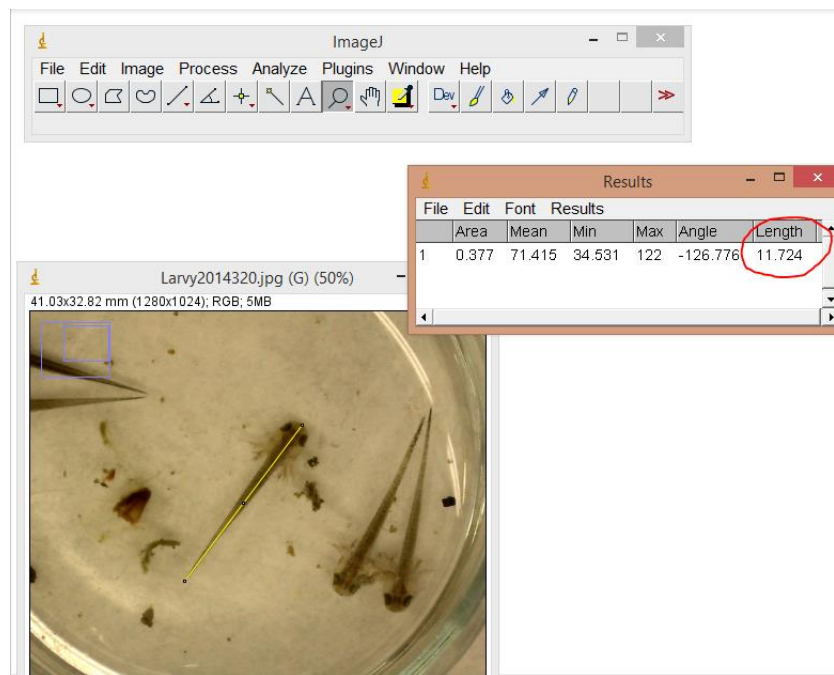 ImageJ
File Edit Image Process Analyze Plugins Window Help
A Dev >>
Results
File Edit Font Results
Area Mean Min Max Angle Length
1 0.377 71.415 34.531 122 -126.776 11.724
Larvy2014320.jpg (G) (50%)
41.03x32.82 mm (1280x1024); RGB; 5MB